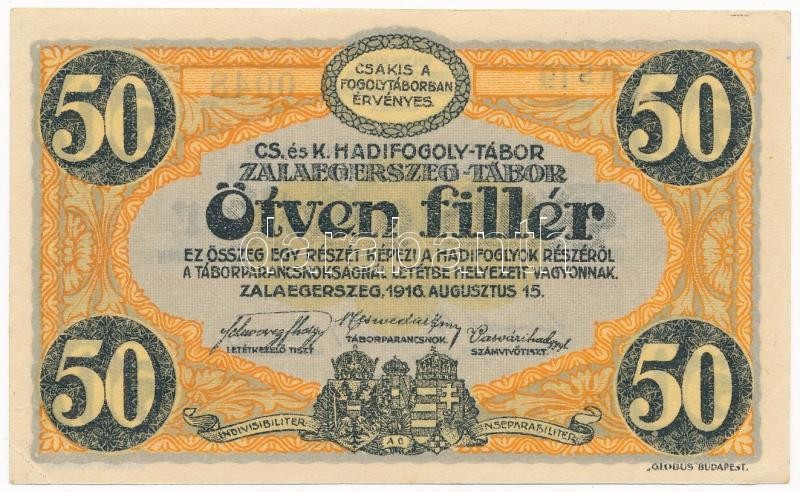 50
50
CSAKIS A
FOGOLYTÁBORBAN
ÉRVÉNYES.
CS. és K. HADIFOGOLY-TÁBOR
ZALAEGERSZEG-TÁBOR
Ötven fillér
darabanth
EZ ÖSSZEG EGY RÉSZÉT KÉPEZI A HADIFOGLYOK RÉSZÉRŐL
A TÁBORPARANCSNOKSÁGNÁL LETÉTBE HELYEZETT VAGYONNAK.
ZALAEGERSZEG, 1916. AUGUSZTUS 15.
LETÉTKEZELŐ TISZT
TÁBORPARANCSNOK.
SZÁMVIVŐTISZT.
50
50
INDIVISIBILITER
AC
INSEPARABILITER
„GLOBUS" BUDAPEST.